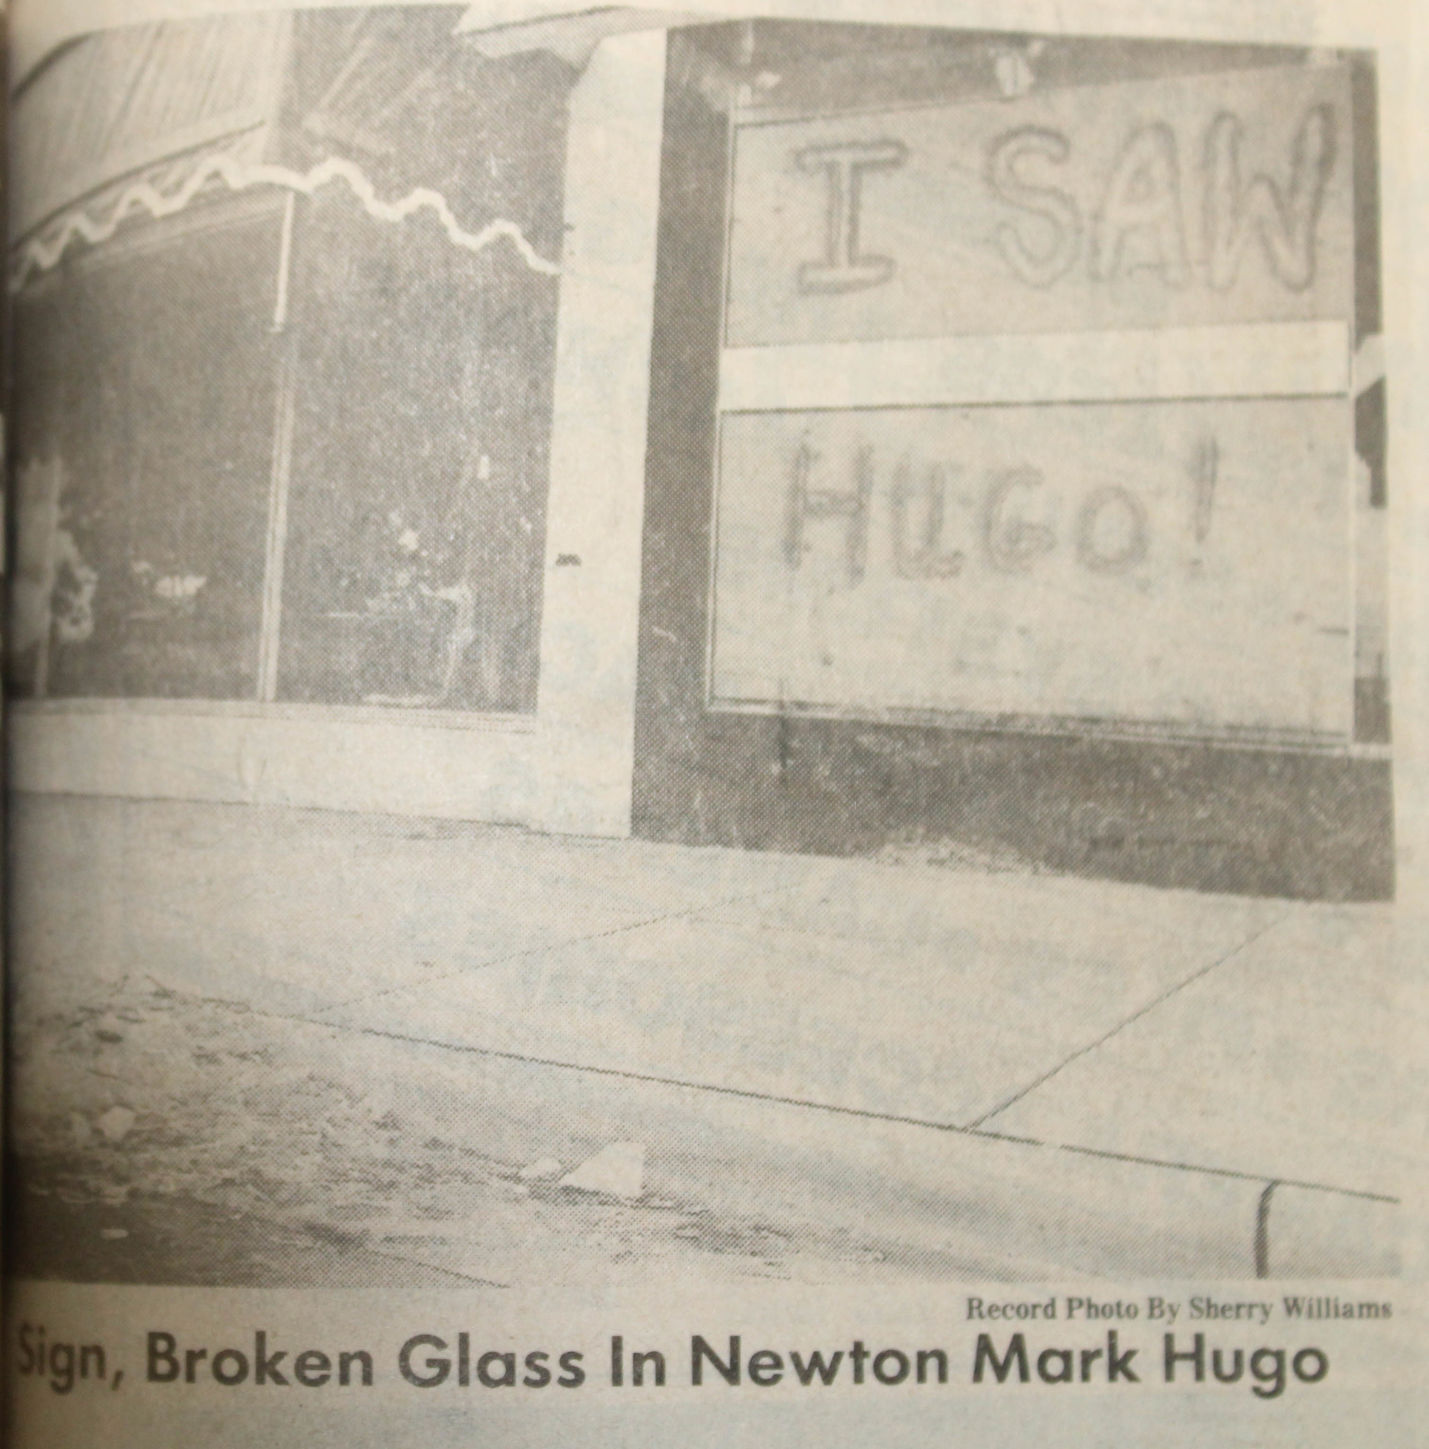 I SAW
HUGO!
Record Photo By Sherry Williams
Sign, Broken Glass In Newton Mark Hugo